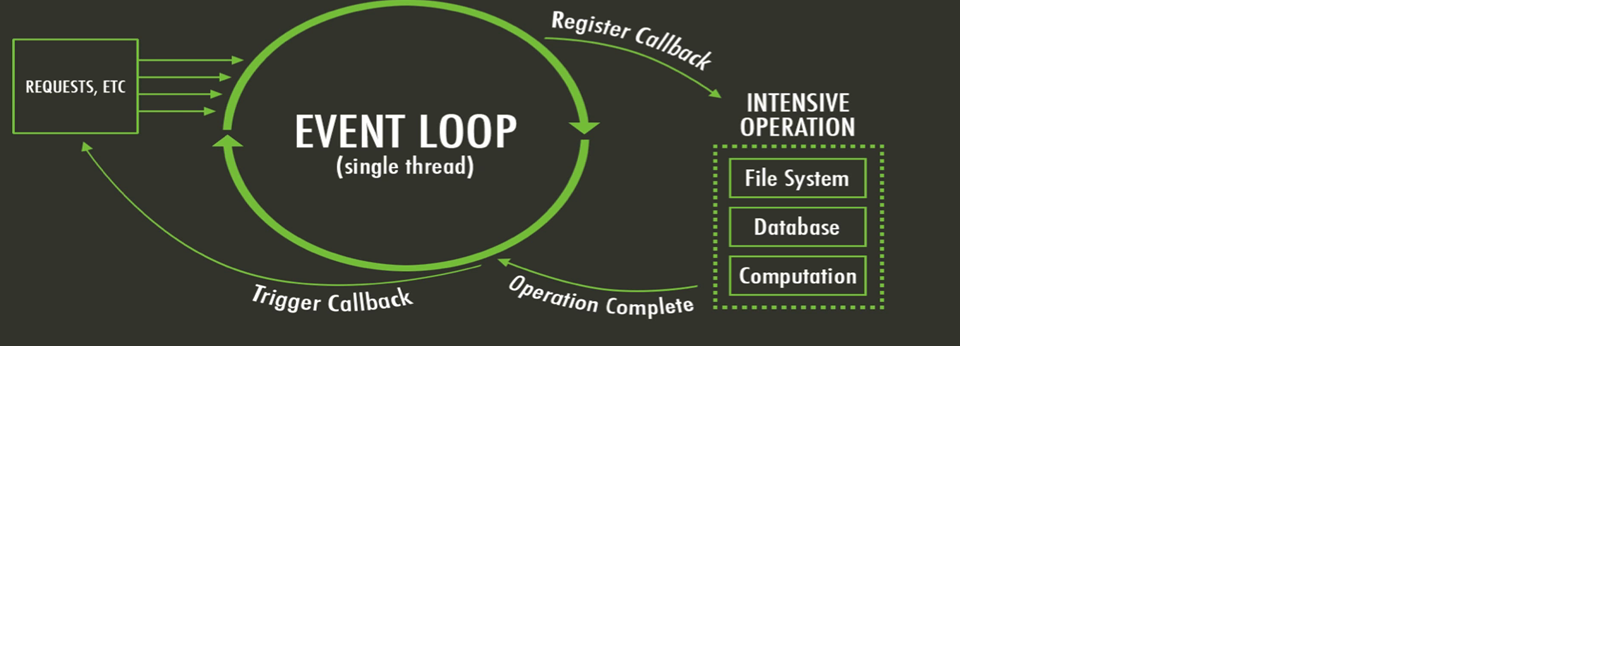 Register Callback
REQUESTS, ETC
EVENT LOOP
(single thread)
INTENSIVE
OPERATION
File System
Database
Computation
Operation Complete
Trigger Callback